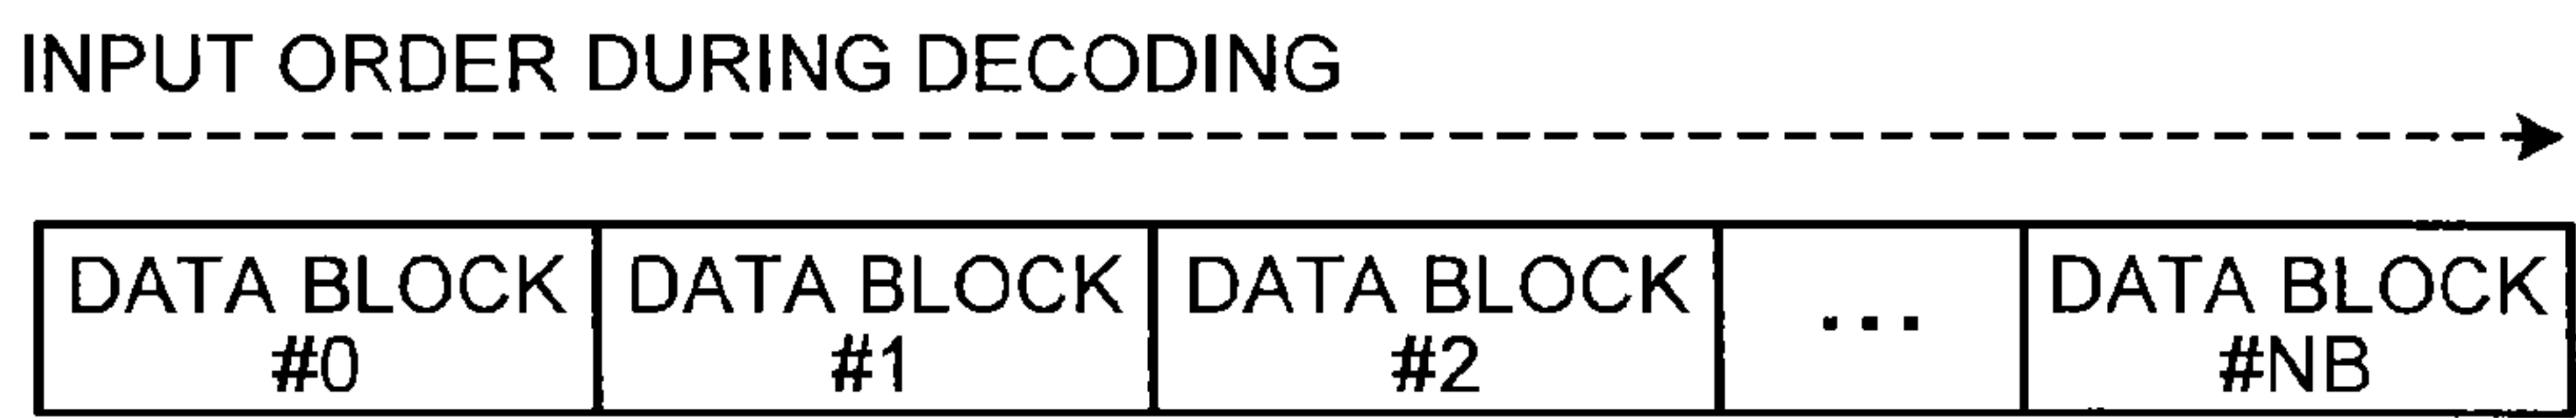 INPUT ORDER DURING DECODING
DATA BLOCK #0
DATA BLOCK #1
DATA BLOCK #2
...
DATA BLOCK #NB